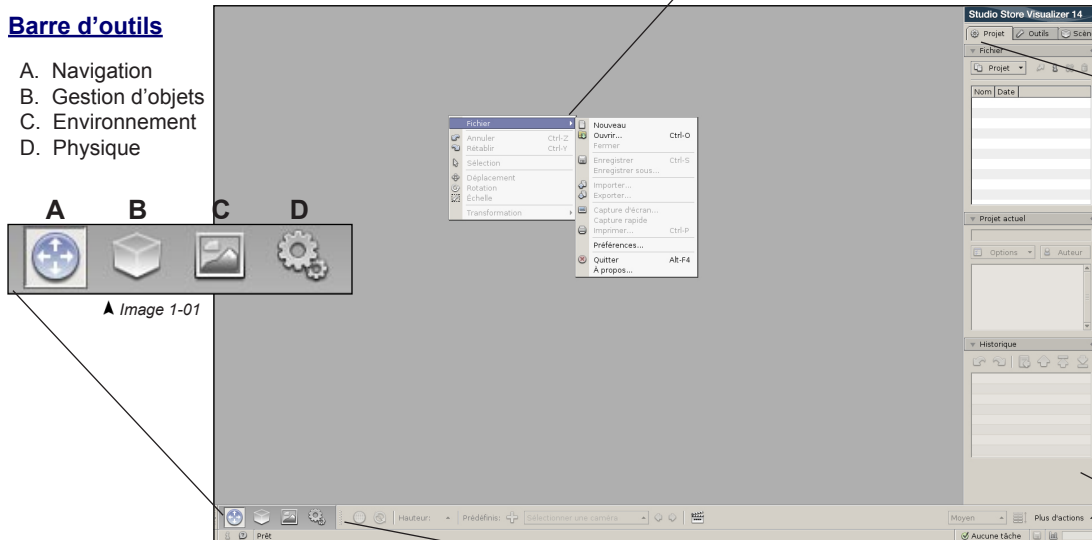 Barre d'outils
A. Navigation
B. Gestion d'objets
C. Environnement
D. Physique
A B C D
Image 1-01
Fichier
Annuler Ctrl-Z
Rétablir Ctrl-Y
Sélection
Déplacement
Rotation
Échelle
Transformation
Nouveau
Ouvrir... Ctrl-O
Fermer
Enregistrer Ctrl-S
Enregistrer sous...
Importer...
Exporter...
Capture d'écran...
Capture rapide
Imprimer... Ctrl-P
Préférences...
Quitter Alt-F4
À propos...
Studio Store Visualizer 14
Projet Outils Scèn
Fichier
Projet
Nom Date
Projet actuel
Options Auteur
Historique
Hauteur: Prédéfinis: Sélectionner une caméra Moyen Plus d'actions
Prêt Aucune tâche